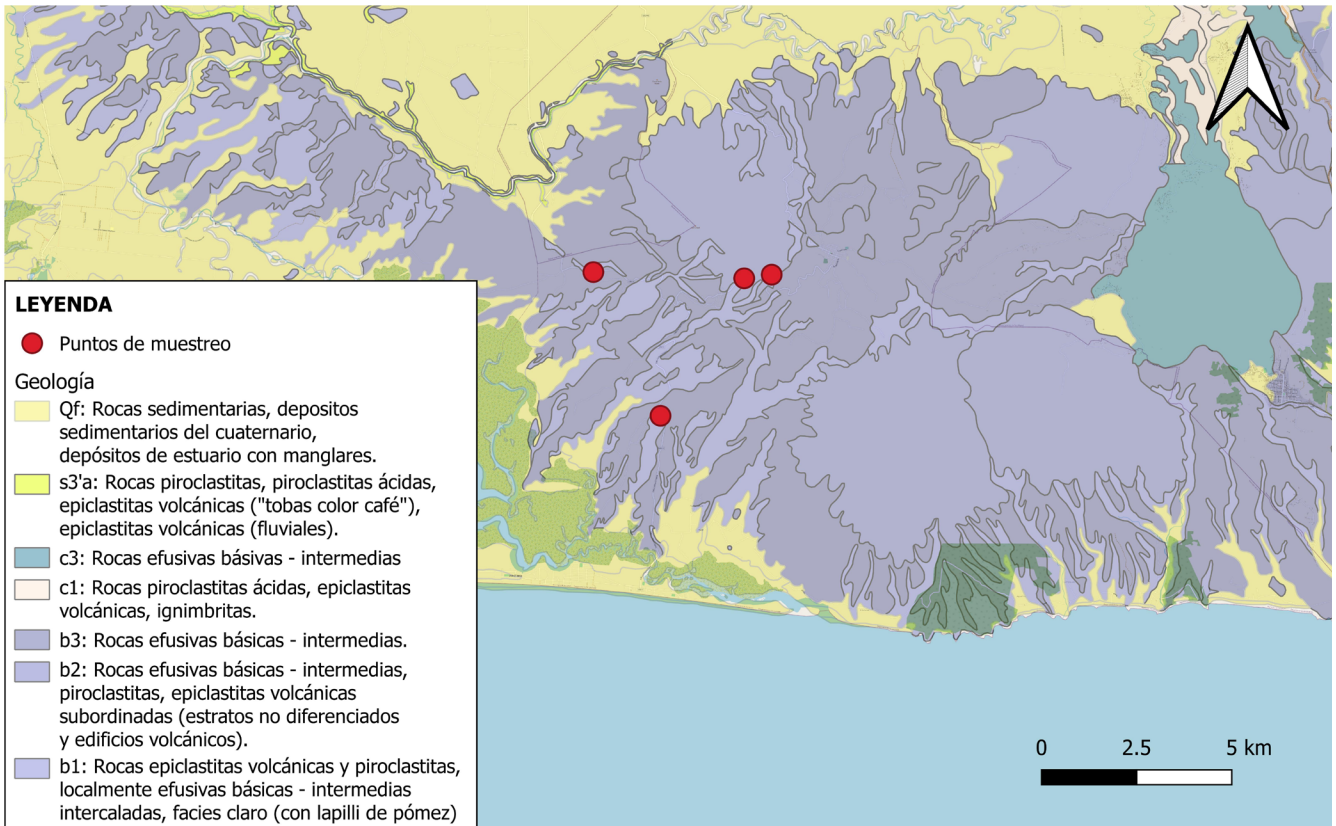 LEYENDA
Puntos de muestreo
Geología
Qf: Rocas sedimentarias, depositos
sedimentarios del cuaternario,
depósitos de estuario con manglares.
s3'a: Rocas piroclastitas, piroclastitas ácidas,
epiclastitas volcánicas ("tobas color café"),
epiclastitas volcánicas (fluviales).
c3: Rocas efusivas básivas - intermedias
c1: Rocas piroclastitas ácidas, epiclastitas
volcánicas, ignimbritas.
b3: Rocas efusivas básicas - intermedias.
b2: Rocas efusivas básicas - intermedias,
piroclastitas, epiclastitas volcánicas
subordinadas (estratos no diferenciados
y edificios volcánicos).
b1: Rocas epiclastitas volcánicas y piroclastitas,
localmente efusivas básicas - intermedias
intercaladas, facies claro (con lapilli de pómez)
0 2.5 5 km